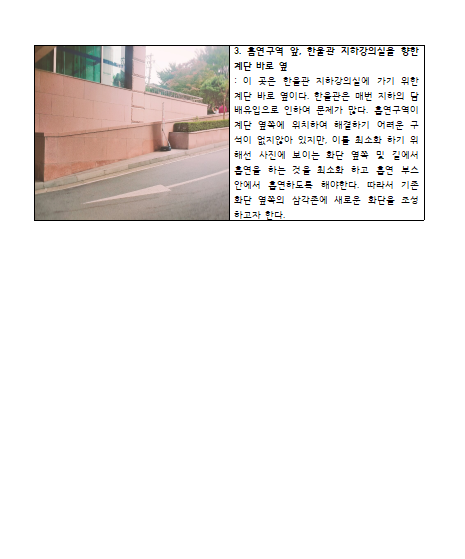 3. 흡연구역 앞, 한울관 지하강의실을 향한
계단 바로 옆
: 이 곳은 한울관 지하강의실에 가기 위한
계단 바로 옆이다. 한울관은 매번 지하의 담
배유입으로 인하여 문제가 많다. 흡연구역이
계단 옆쪽에 위치하여 해결하기 어려운 구
석이 없지않아 있지만, 이를 최소화 하기 위
해선 사진에 보이는 화단 옆쪽 및 길에서
흡연을 하는 것을 최소화 하고 흡연 부스
안에서 흡연하도록 해야한다. 따라서 기존
화단 옆쪽의 삼각존에 새로운 화단을 조성
하고자 한다.